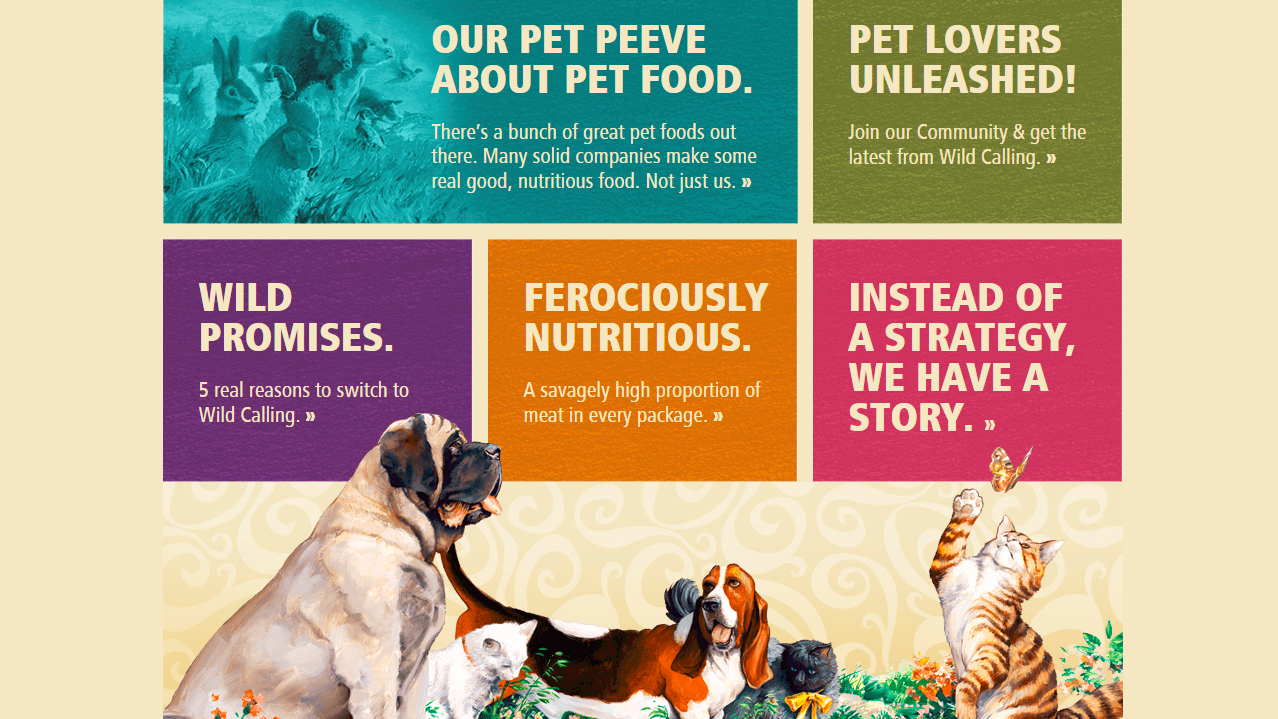 OUR PET PEEVE
ABOUT PET FOOD.
There's a bunch of great pet foods out
there. Many solid companies make some
real good, nutritious food. Not just us. »
PET LOVERS
UNLEASHED!
Join our Community & get the
latest from Wild Calling. »
WILD
PROMISES.
5 real reasons to switch to
Wild Calling. »
FEROCIOUSLY
NUTRITIOUS.
A savagely high proportion of
meat in every package. »
INSTEAD OF
A STRATEGY,
WE HAVE A
STORY. »